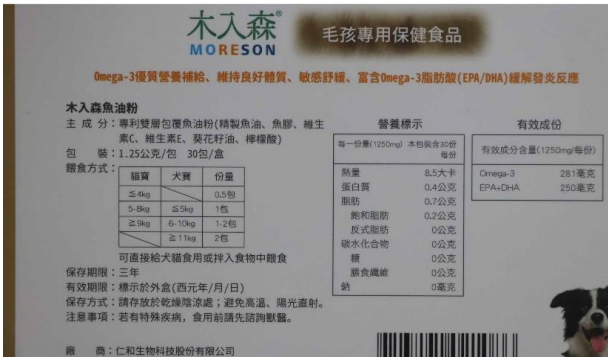 木入森®
MORESON
毛孩專用保健食品
Omega-3優質營養補給、維持良好體質、敏感舒緩、富含Omega-3脂肪酸(EPA/DHA)緩解發炎反應
木入森魚油粉
主 成 分：專利雙層包覆魚油粉(精製魚油、魚膠、維生
素C、維生素E、葵花籽油、檸檬酸)
包 裝：1.25公克/包 30包/盒
餵食方式：
貓寶 犬寶 份量
≦4kg 0.5包
5-8kg ≦5kg 1包
≧9kg 6-10kg 1-2包
≧11kg 2包
可直接給犬貓食用或拌入食物中餵食
保存期限：三年
有效期限：標示於外盒(西元年/月/日)
保存方式：請存放於乾燥陰涼處；避免高溫、陽光直射。
注意事項：若有特殊疾病，食用前請先諮詢獸醫。
廠 商：仁和生物科技股份有限公司
營養標示
每一份量(1250mg) 本包裝含30份
每份
熱量 8.5大卡
蛋白質 0.4公克
脂肪 0.7公克
飽和脂肪 0.2公克
反式脂肪 0公克
碳水化合物 0公克
糖 0公克
膳食纖維 0公克
鈉 0毫克
有效成份
有效成分含量(1250mg/每份)
Omega-3 281毫克
EPA+DHA 250毫克